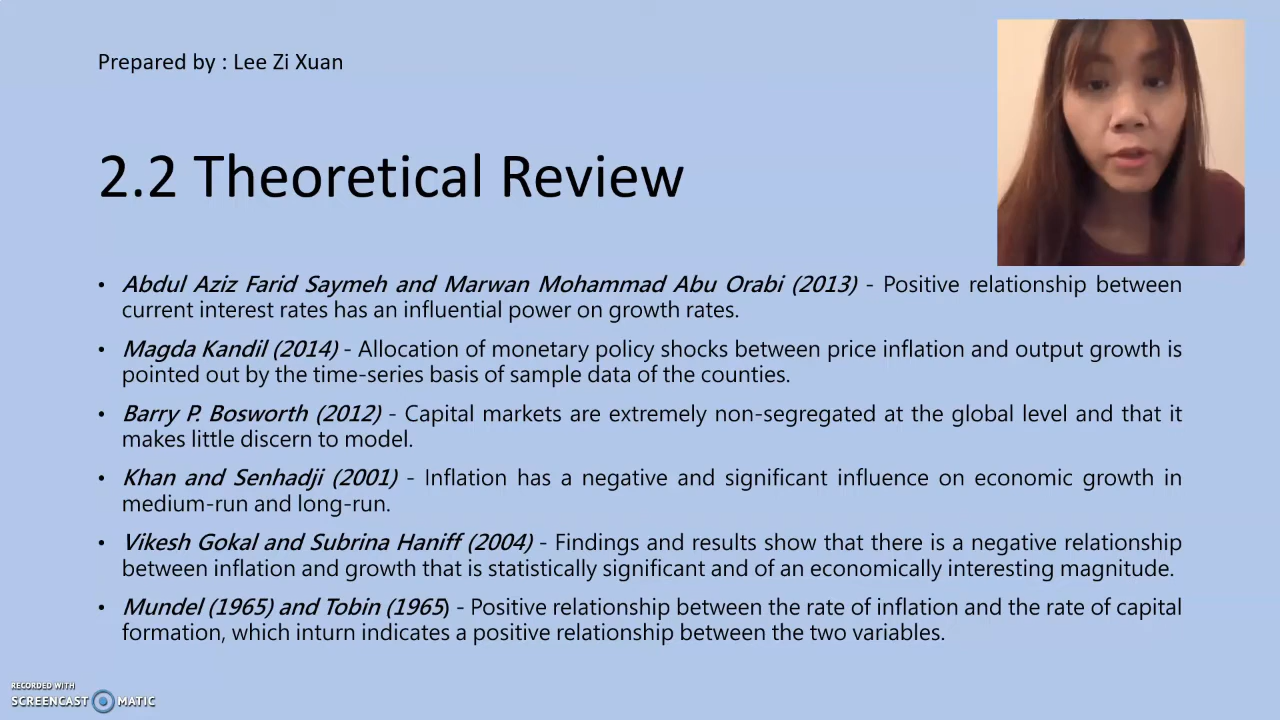 Prepared by : Lee Zi Xuan
2.2 Theoretical Review
• Abdul Aziz Farid Saymeh and Marwan Mohammad Abu Orabi (2013) - Positive relationship between
current interest rates has an influential power on growth rates.
• Magda Kandil (2014) - Allocation of monetary policy shocks between price inflation and output growth is
pointed out by the time-series basis of sample data of the counties.
• Barry P. Bosworth (2012) - Capital markets are extremely non-segregated at the global level and that it
makes little discern to model.
• Khan and Senhadji (2001) - Inflation has a negative and significant influence on economic growth in
medium-run and long-run.
• Vikesh Gokal and Subrina Haniff (2004) - Findings and results show that there is a negative relationship
between inflation and growth that is statistically significant and of an economically interesting magnitude.
• Mundel (1965) and Tobin (1965) - Positive relationship between the rate of inflation and the rate of capital
formation, which inturn indicates a positive relationship between the two variables.
RECORDED WITH
SCREENCAST MATIC